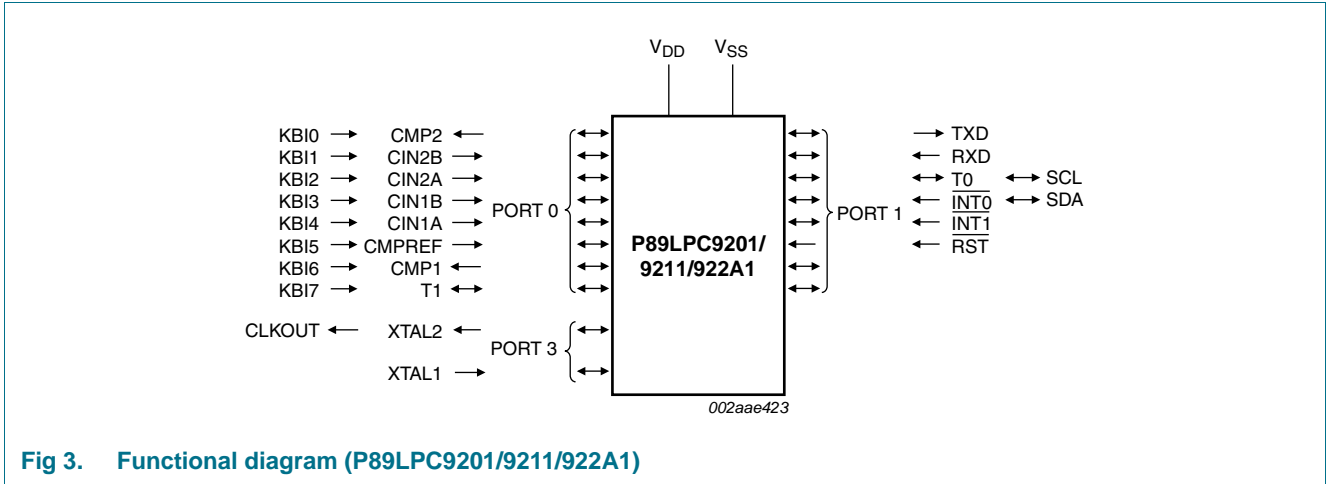 VDD VSS
KBI0 CMP2 TXD
KBI1 CIN2B RXD
KBI2 CIN2A T0 SCL
KBI3 CIN1B INT0 SDA
PORT 0 PORT 1
KBI4 CIN1A INT1
KBI5 CMPREF RST
P89LPC9201/
9211/922A1
KBI6 CMP1
KBI7 T1
CLKOUT XTAL2
PORT 3
XTAL1
002aae423
Fig 3. Functional diagram (P89LPC9201/9211/922A1)